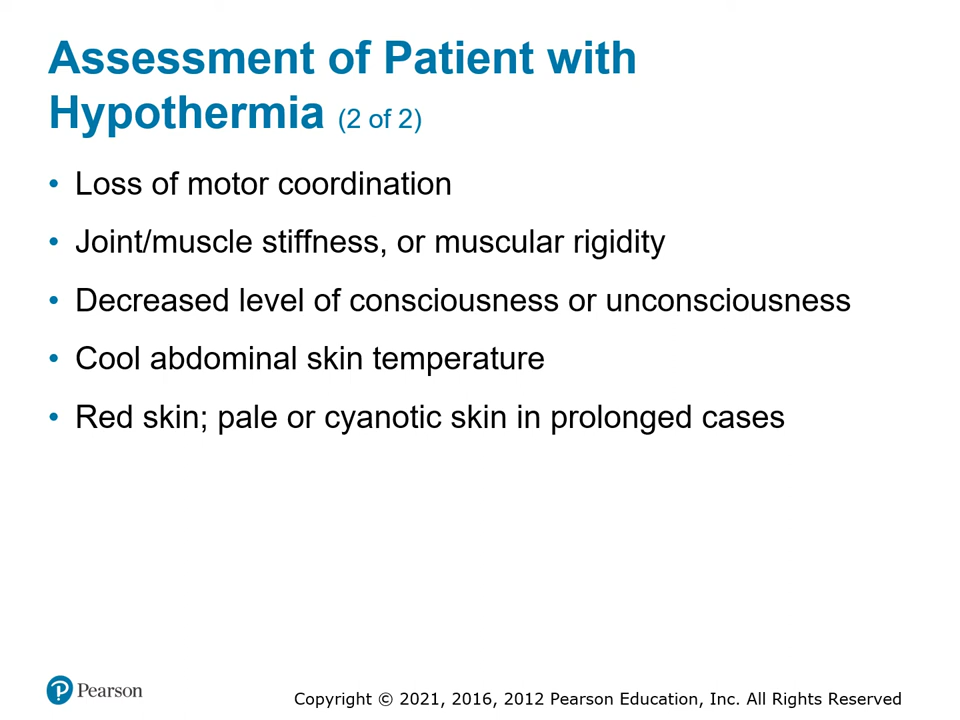 Assessment of Patient with
Hypothermia (2 of 2)
• Loss of motor coordination
• Joint/muscle stiffness, or muscular rigidity
• Decreased level of consciousness or unconsciousness
• Cool abdominal skin temperature
• Red skin; pale or cyanotic skin in prolonged cases
P Pearson
Copyright © 2021, 2016, 2012 Pearson Education, Inc. All Rights Reserved